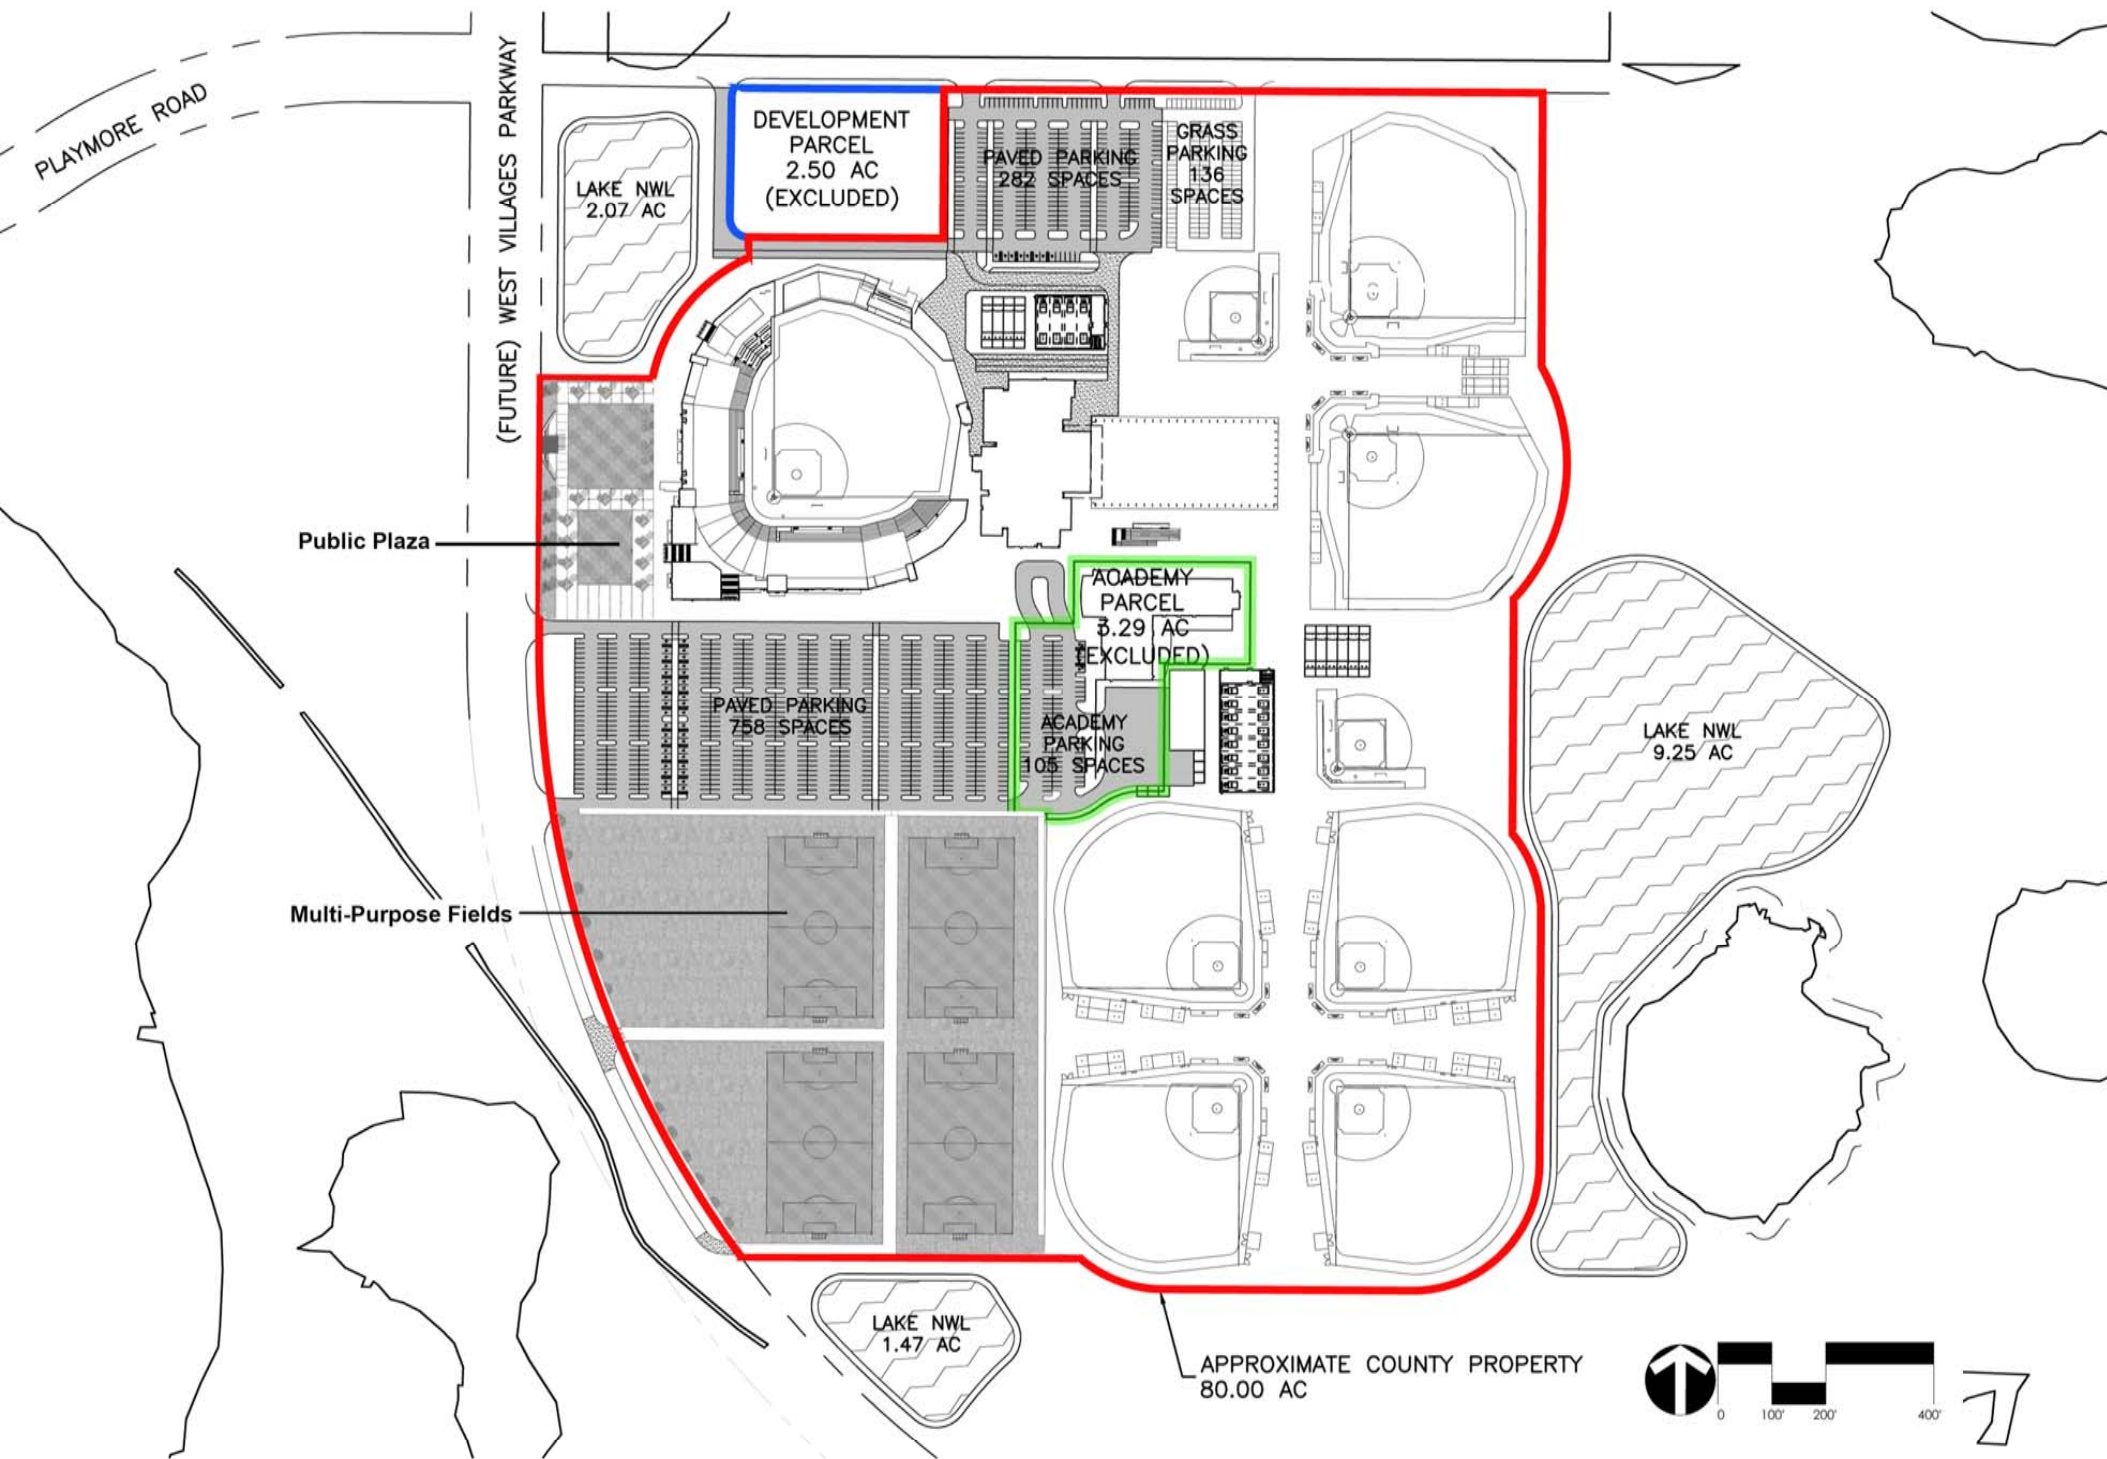 PLAYMORE ROAD
(FUTURE) WEST VILLAGES PARKWAY
LAKE NWL
2.07 AC
DEVELOPMENT
PARCEL
2.50 AC
(EXCLUDED)
PAVED PARKING
282 SPACES
GRASS
PARKING
136
SPACES
Public Plaza
ACADEMY
PARCEL
3.29 AC
(EXCLUDED)
PAVED PARKING
758 SPACES
ACADEMY
PARKING
105 SPACES
LAKE NWL
9.25 AC
Multi-Purpose Fields
LAKE NWL
1.47 AC
APPROXIMATE COUNTY PROPERTY
80.00 AC
0 100' 200' 400'